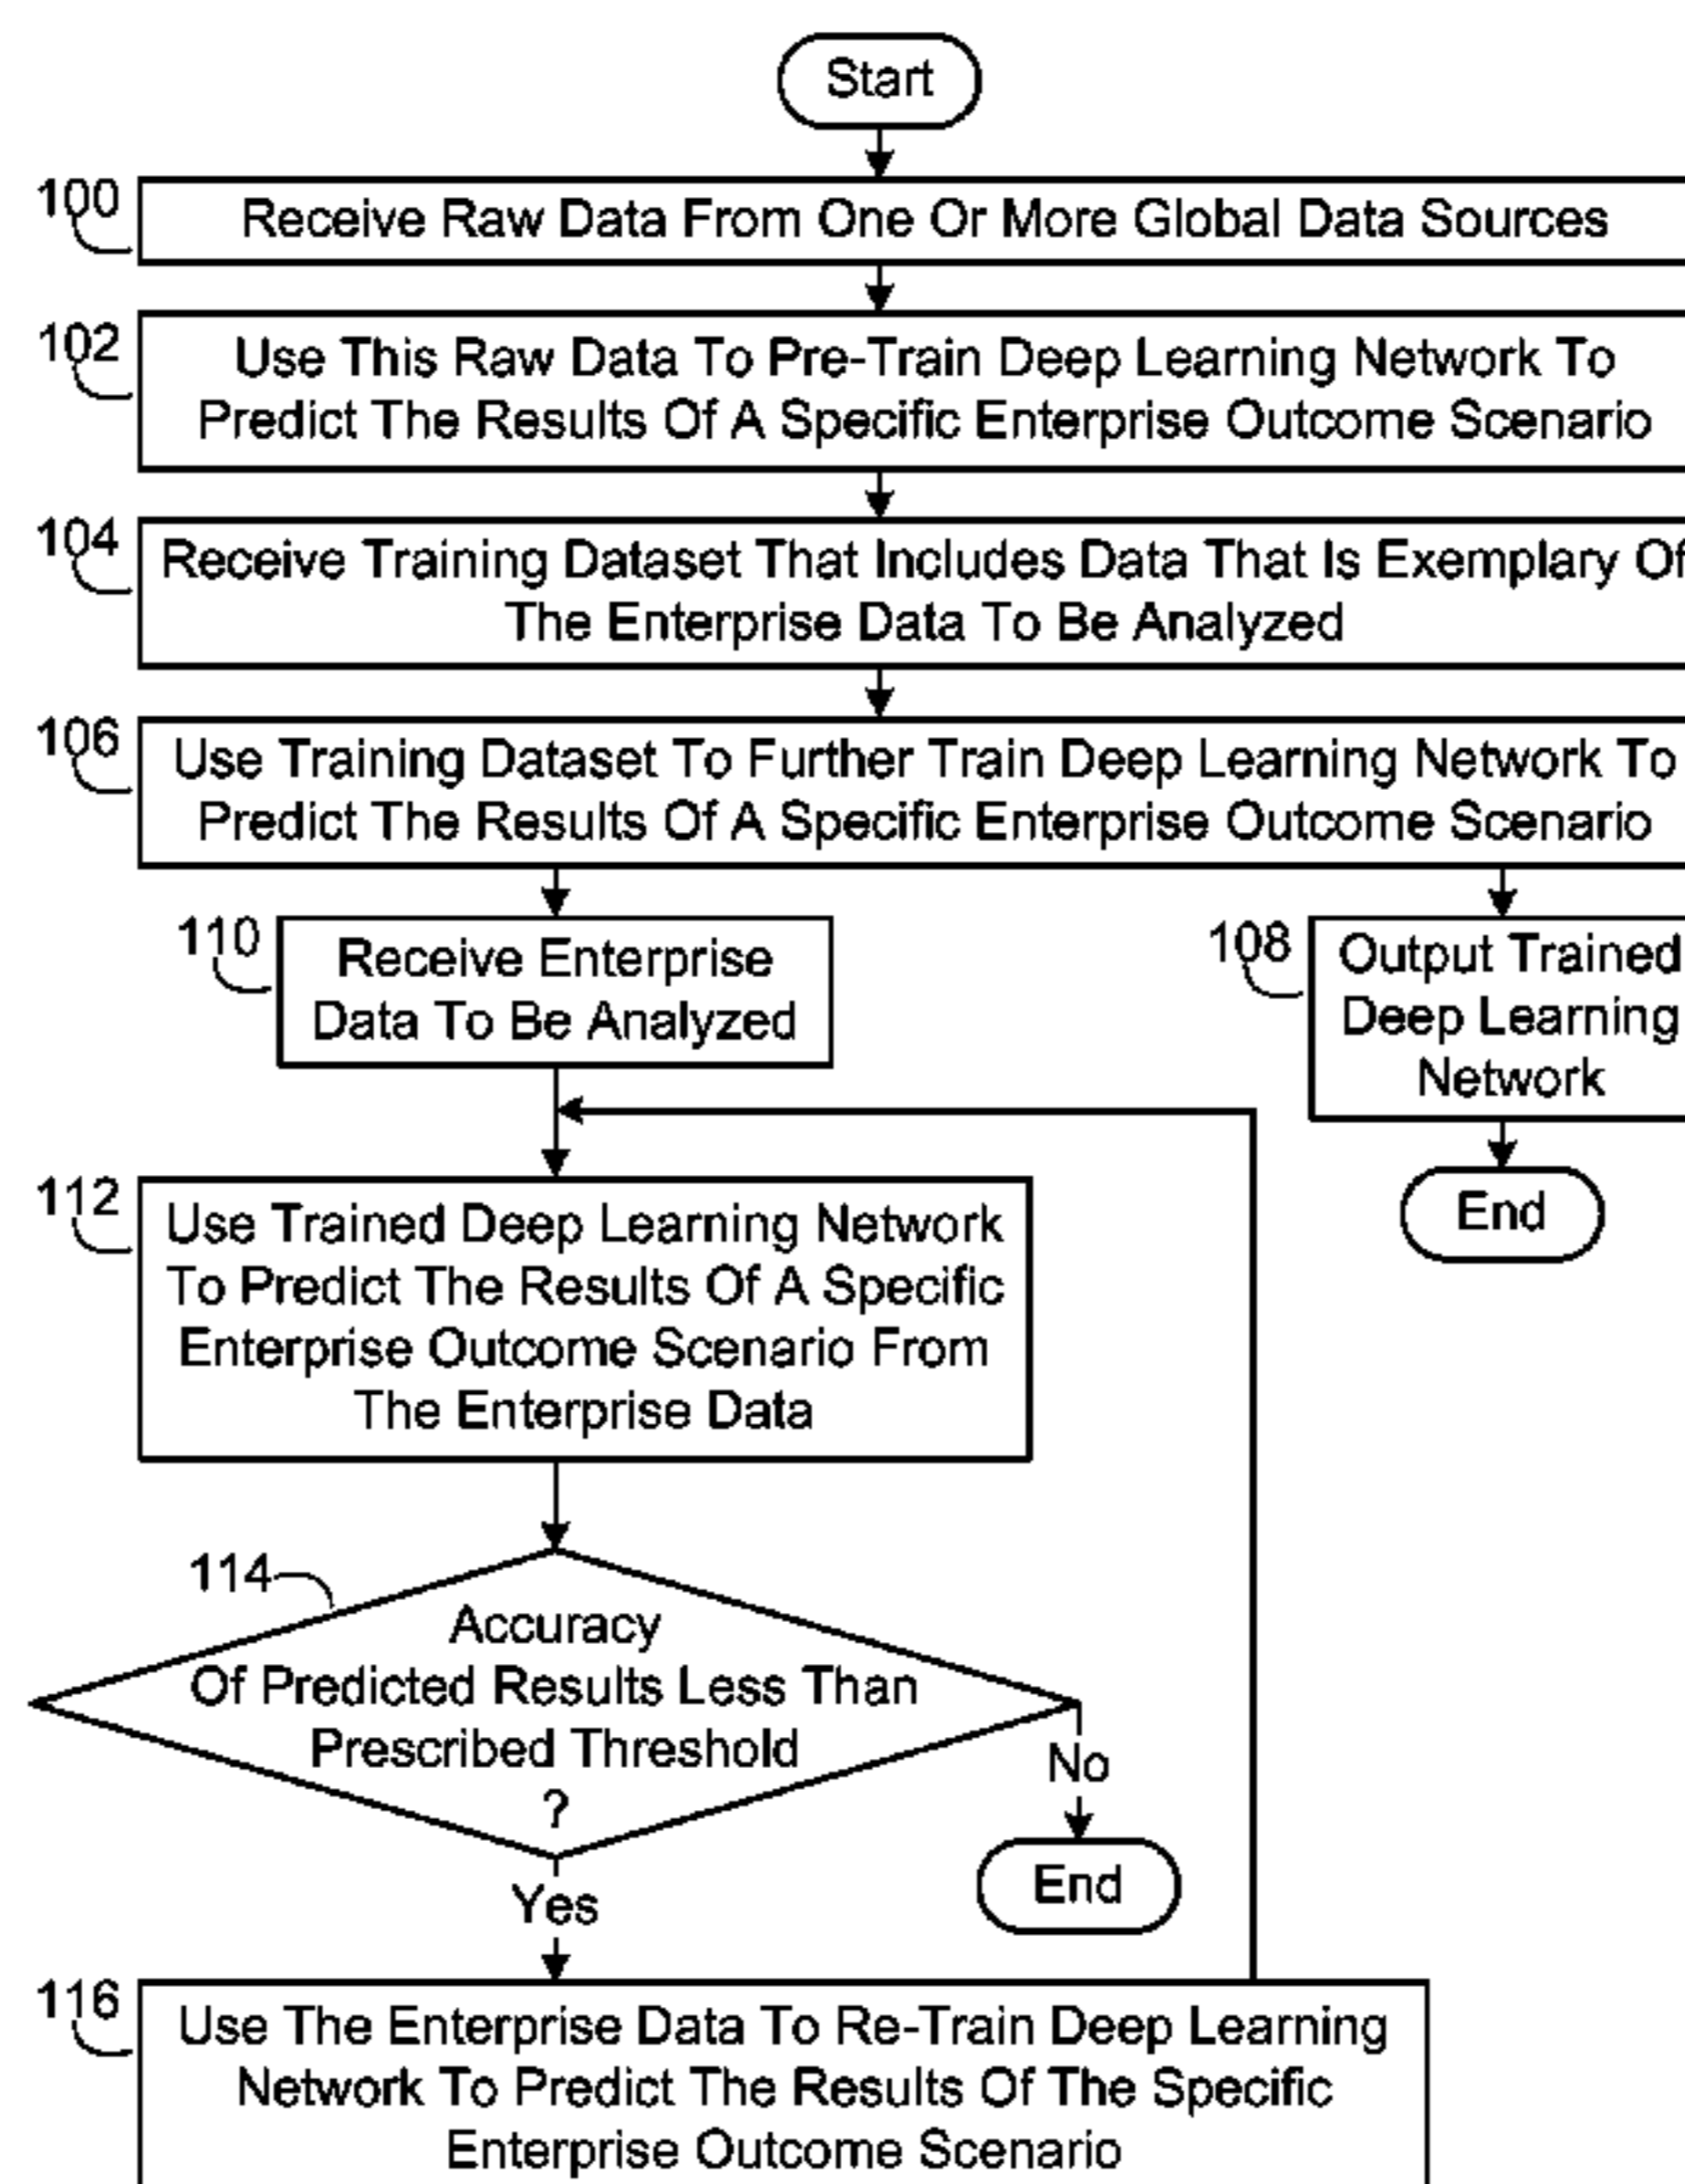 Start
100
Receive Raw Data From One Or More Global Data Sources
102
Use This Raw Data To Pre-Train Deep Learning Network To
Predict The Results Of A Specific Enterprise Outcome Scenario
104
Receive Training Dataset That Includes Data That Is Exemplary Of
The Enterprise Data To Be Analyzed
106
Use Training Dataset To Further Train Deep Learning Network To
Predict The Results Of A Specific Enterprise Outcome Scenario
110
Receive Enterprise
Data To Be Analyzed
108
Output Trained
Deep Learning
Network
End
112
Use Trained Deep Learning Network
To Predict The Results Of A Specific
Enterprise Outcome Scenario From
The Enterprise Data
114
Accuracy
Of Predicted Results Less Than
Prescribed Threshold
?
No
End
Yes
116
Use The Enterprise Data To Re-Train Deep Learning
Network To Predict The Results Of The Specific
Enterprise Outcome Scenario